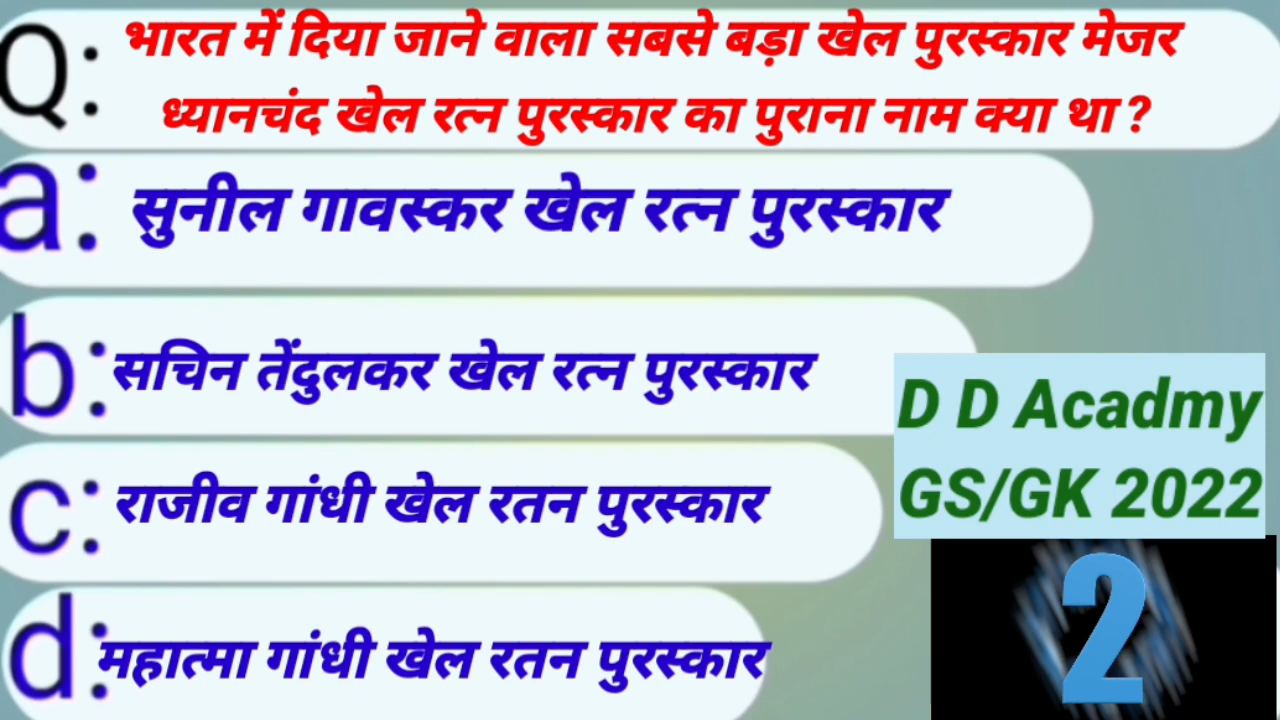 Q: भारत में दिया जाने वाला सबसे बड़ा खेल पुरस्कार मेजर
ध्यानचंद खेल रत्न पुरस्कार का पुराना नाम क्या था ?
a: सुनील गावस्कर खेल रत्न पुरस्कार
b: सचिन तेंदुलकर खेल रत्न पुरस्कार
c: राजीव गांधी खेल रतन पुरस्कार
d: महात्मा गांधी खेल रतन पुरस्कार
D D Acadmy
GS/GK 2022
2